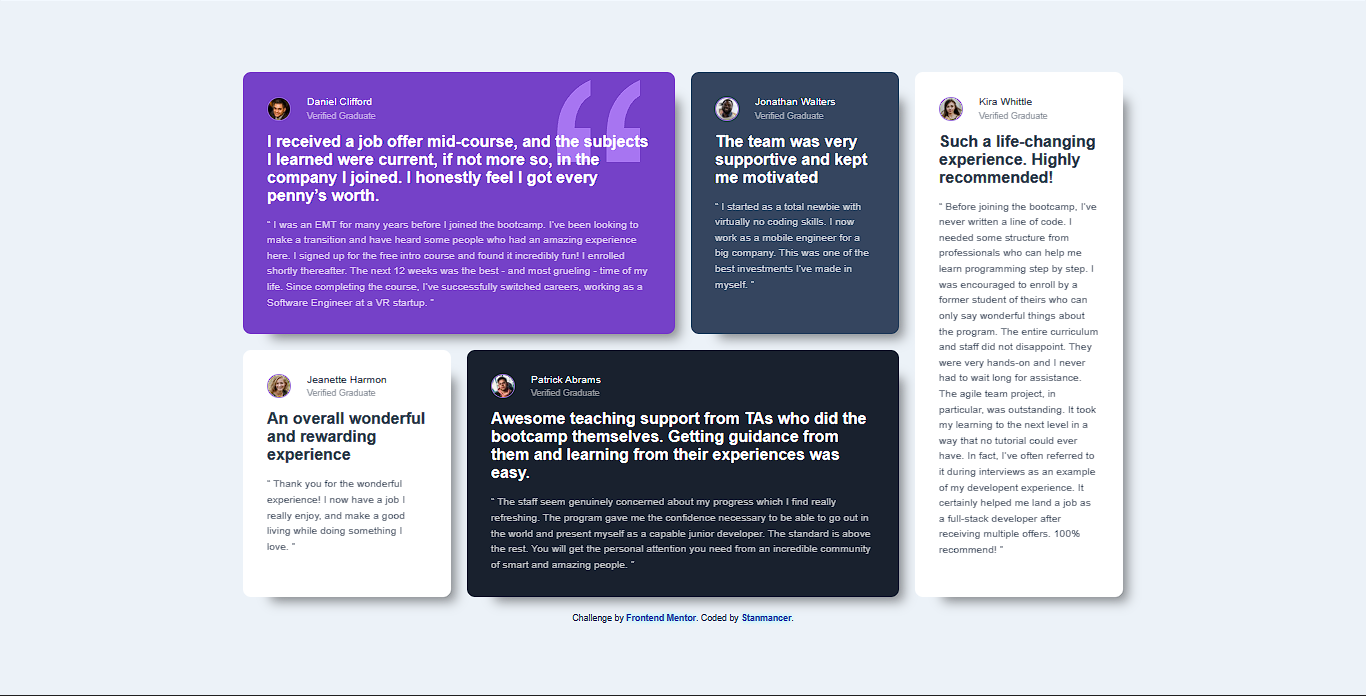 Daniel Clifford
Verified Graduate
I received a job offer mid-course, and the subjects
I learned were current, if not more so, in the
company I joined. I honestly feel I got every
penny’s worth.
“ I was an EMT for many years before I joined the bootcamp. I’ve been looking to
make a transition and have heard some people who had an amazing experience
here. I signed up for the free intro course and found it incredibly fun! I enrolled
shortly thereafter. The next 12 weeks was the best - and most grueling - time of my
life. Since completing the course, I’ve successfully switched careers, working as a
Software Engineer at a VR startup. ”
Jonathan Walters
Verified Graduate
The team was very
supportive and kept
me motivated
“ I started as a total newbie with
virtually no coding skills. I now
work as a mobile engineer for a
big company. This was one of the
best investments I’ve made in
myself. ”
Kira Whittle
Verified Graduate
Such a life-changing
experience. Highly
recommended!
“ Before joining the bootcamp, I’ve
never written a line of code. I
needed some structure from
professionals who can help me
learn programming step by step. I
was encouraged to enroll by a
former student of theirs who can
only say wonderful things about
the program. The entire curriculum
and staff did not disappoint. They
were very hands-on and I never
had to wait long for assistance.
The agile team project, in
particular, was outstanding. It took
my learning to the next level in a
way that no tutorial could ever
have. In fact, I’ve often referred to
it during interviews as an example
of my developent experience. It
certainly helped me land a job as
a full-stack developer after
receiving multiple offers. 100%
recommend! ”
Jeanette Harmon
Verified Graduate
An overall wonderful
and rewarding
experience
“ Thank you for the wonderful
experience! I now have a job I
really enjoy, and make a good
living while doing something I
love. ”
Patrick Abrams
Verified Graduate
Awesome teaching support from TAs who did the
bootcamp themselves. Getting guidance from
them and learning from their experiences was
easy.
“ The staff seem genuinely concerned about my progress which I find really
refreshing. The program gave me the confidence necessary to be able to go out in
the world and present myself as a capable junior developer. The standard is above
the rest. You will get the personal attention you need from an incredible community
of smart and amazing people. ”
Challenge by Frontend Mentor. Coded by Stanmancer.